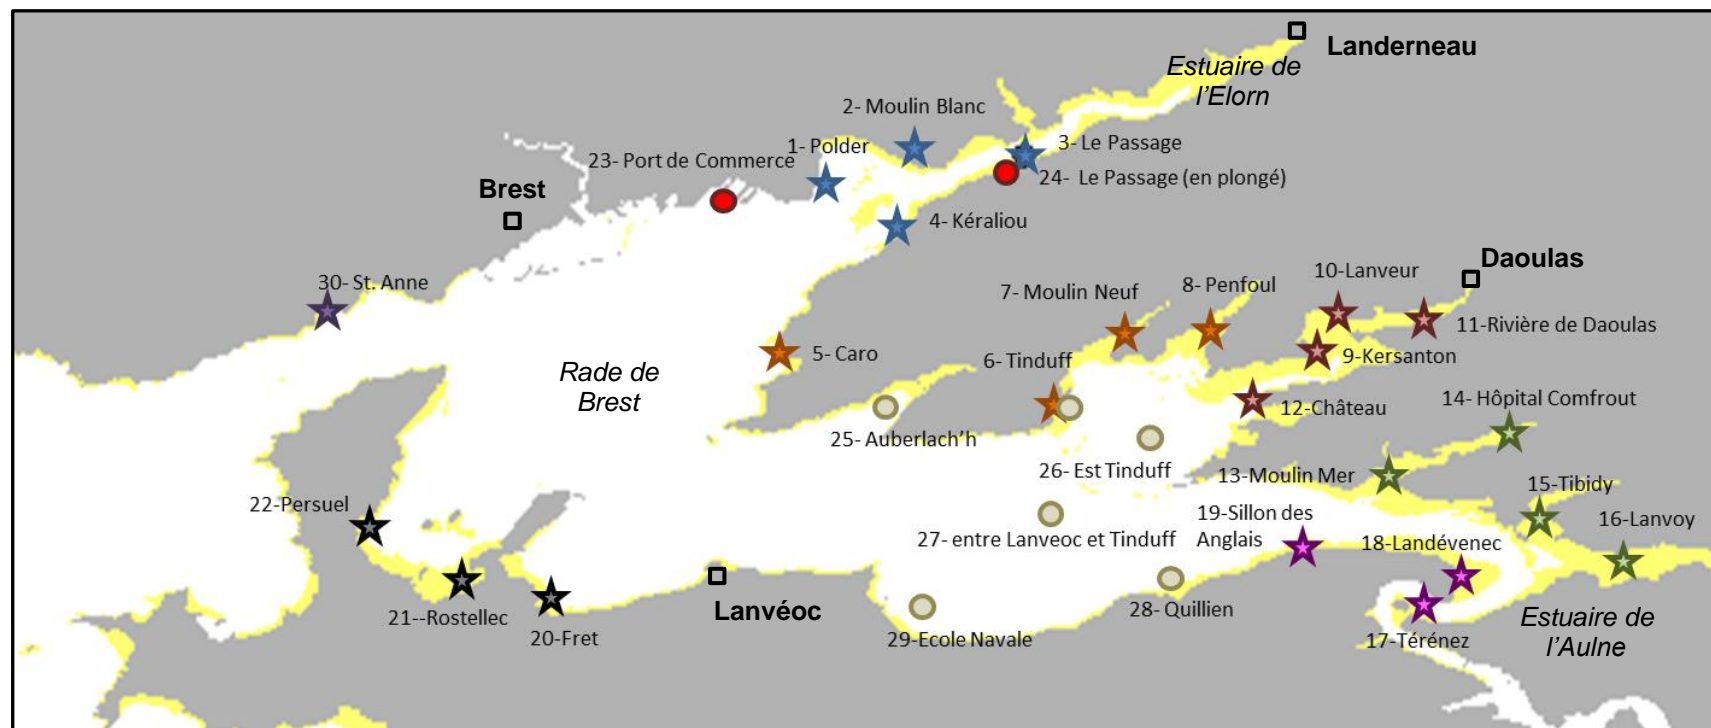 Landerneau
Estuaire de
l’Elorn
2- Moulin Blanc
1- Polder
3- Le Passage
23- Port de Commerce
24- Le Passage (en plongé)
Brest
4- Kéraliou
Daoulas
10-Lanveur
30- St. Anne
7- Moulin Neuf
8- Penfoul
11-Rivière de Daoulas
5- Caro
6- Tinduff
9-Kersanton
Rade de
Brest
12-Château
14- Hôpital Comfrout
25- Auberlach’h
26- Est Tinduff
13-Moulin Mer
15-Tibidy
22-Persuel
19-Sillon des
Anglais
16-Lanvoy
27- entre Lanveoc et Tinduff
18-Landévenec
Lanvéoc
28- Quillien
21--Rostellec
20-Fret
29-Ecole Navale
17-Térénez
Estuaire de
l’Aulne